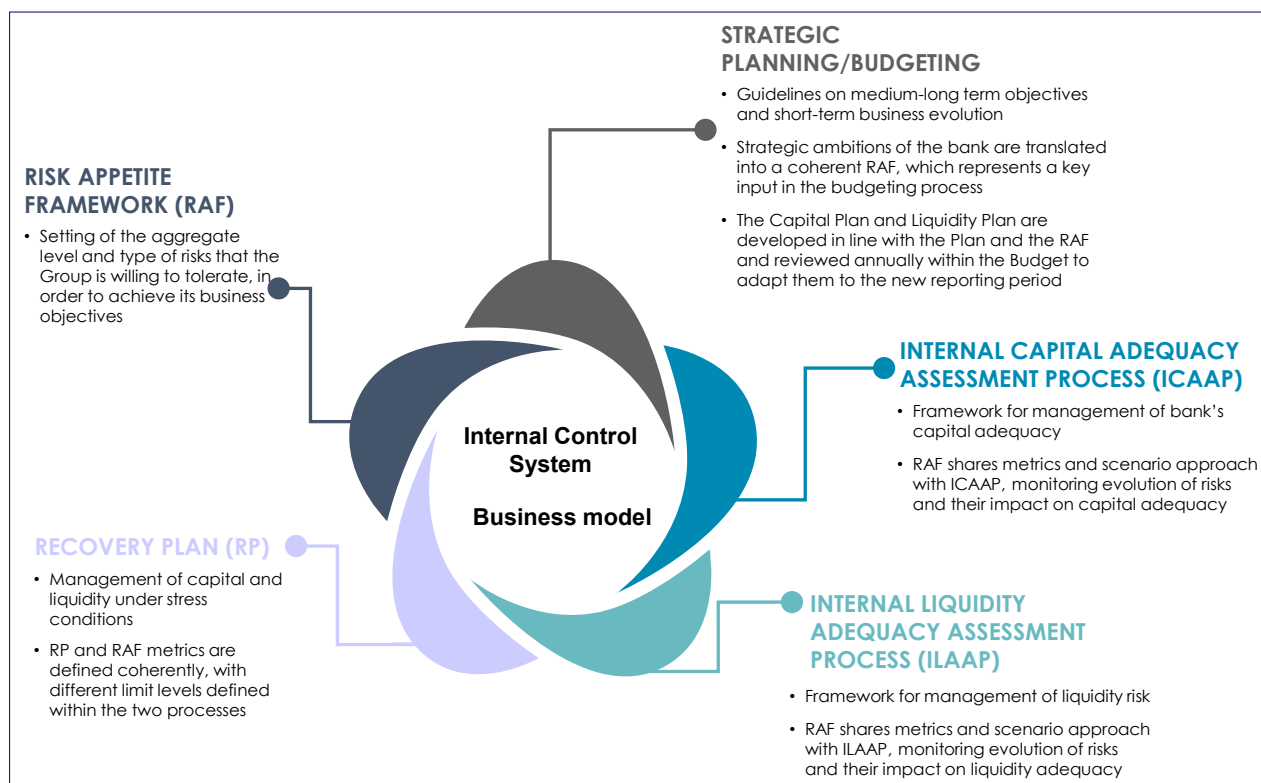 STRATEGIC
PLANNING/BUDGETING
• Guidelines on medium-long term objectives
and short-term business evolution
• Strategic ambitions of the bank are translated
into a coherent RAF, which represents a key
input in the budgeting process
• The Capital Plan and Liquidity Plan are
developed in line with the Plan and the RAF
and reviewed annually within the Budget to
adapt them to the new reporting period
RISK APPETITE
FRAMEWORK (RAF)
• Setting of the aggregate
level and type of risks that the
Group is willing to tolerate, in
order to achieve its business
objectives
INTERNAL CAPITAL ADEQUACY
ASSESSMENT PROCESS (ICAAP)
• Framework for management of bank's
capital adequacy
• RAF shares metrics and scenario approach
with ICAAP, monitoring evolution of risks
and their impact on capital adequacy
Internal Control
System
Business model
RECOVERY PLAN (RP)
• Management of capital and
liquidity under stress
conditions
• RP and RAF metrics are
defined coherently, with
different limit levels defined
within the two processes
INTERNAL LIQUIDITY
ADEQUACY ASSESSMENT
PROCESS (ILAAP)
• Framework for management of liquidity risk
• RAF shares metrics and scenario approach
with ILAAP, monitoring evolution of risks
and their impact on liquidity adequacy